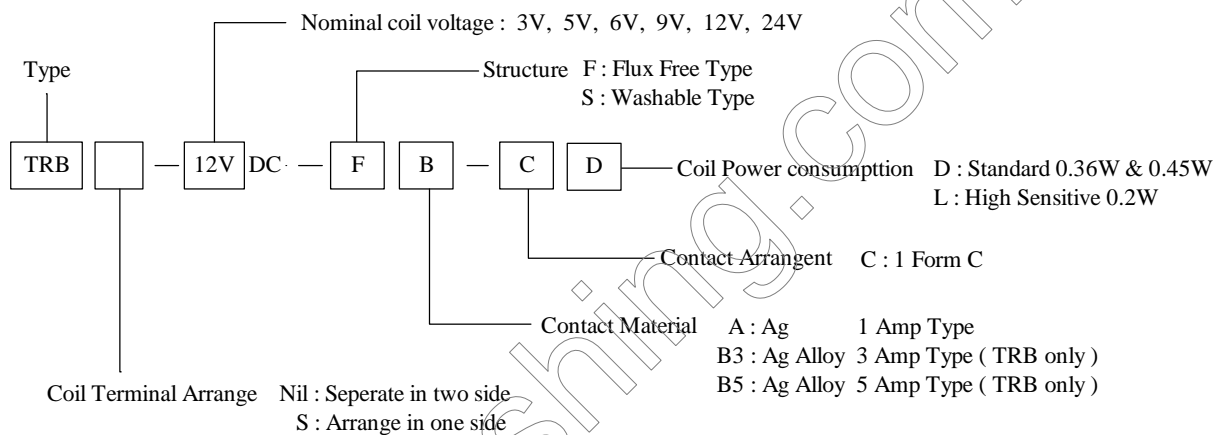 Nominal coil voltage : 3V, 5V, 6V, 9V, 12V, 24V
Type
Structure F : Flux Free Type
S : Washable Type
TRB — 12V DC — F B — C D
Coil Power consumpttion D : Standard 0.36W & 0.45W
L : High Sensitive 0.2W
Contact Arrangent C : 1 Form C
Contact Material A : Ag 1 Amp Type
B3 : Ag Alloy 3 Amp Type ( TRB only )
B5 : Ag Alloy 5 Amp Type ( TRB only )
Coil Terminal Arrange Nil : Seperate in two side
S : Arrange in one side
shing.com